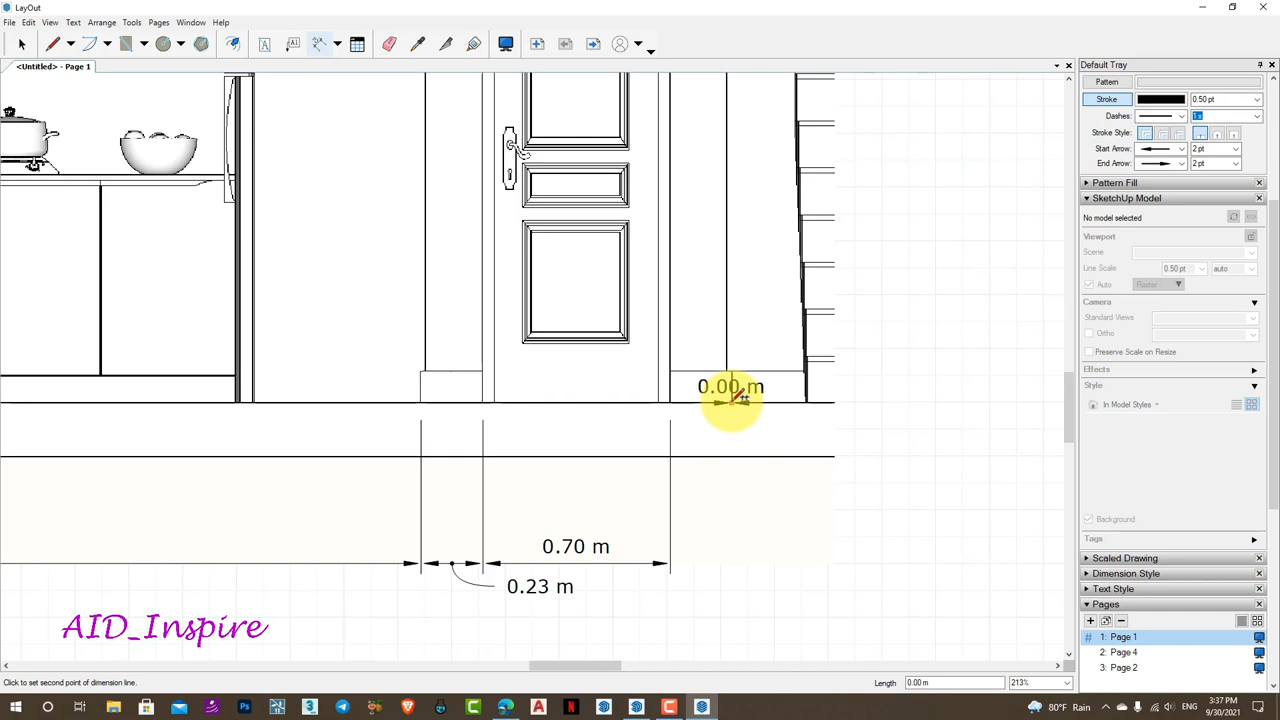 LayOut
File Edit View Text Arrange Tools Pages Window Help
<Untitled> - Page 1
Default Tray
Pattern
Stroke 0.50 pt
Dashes: 1x
Stroke Style:
Start Arrow: 2 pt
End Arrow: 2 pt
Pattern Fill
SketchUp Model
No model selected
Viewport
Scene
Line Scale 0.50 pt auto
Auto Raster
Camera
Standard Views
Ortho
Preserve Scale on Resize
Effects
Style
In Model Styles
Background
Tags
Scaled Drawing
Dimension Style
Text Style
Pages
1: Page 1
2: Page 4
3: Page 2
0.00 m
0.70 m
0.23 m
AID_Inspire
Click to set second point of dimension line.
Length 0.00 m 213%
80°F Rain
3:37 PM
9/30/2021